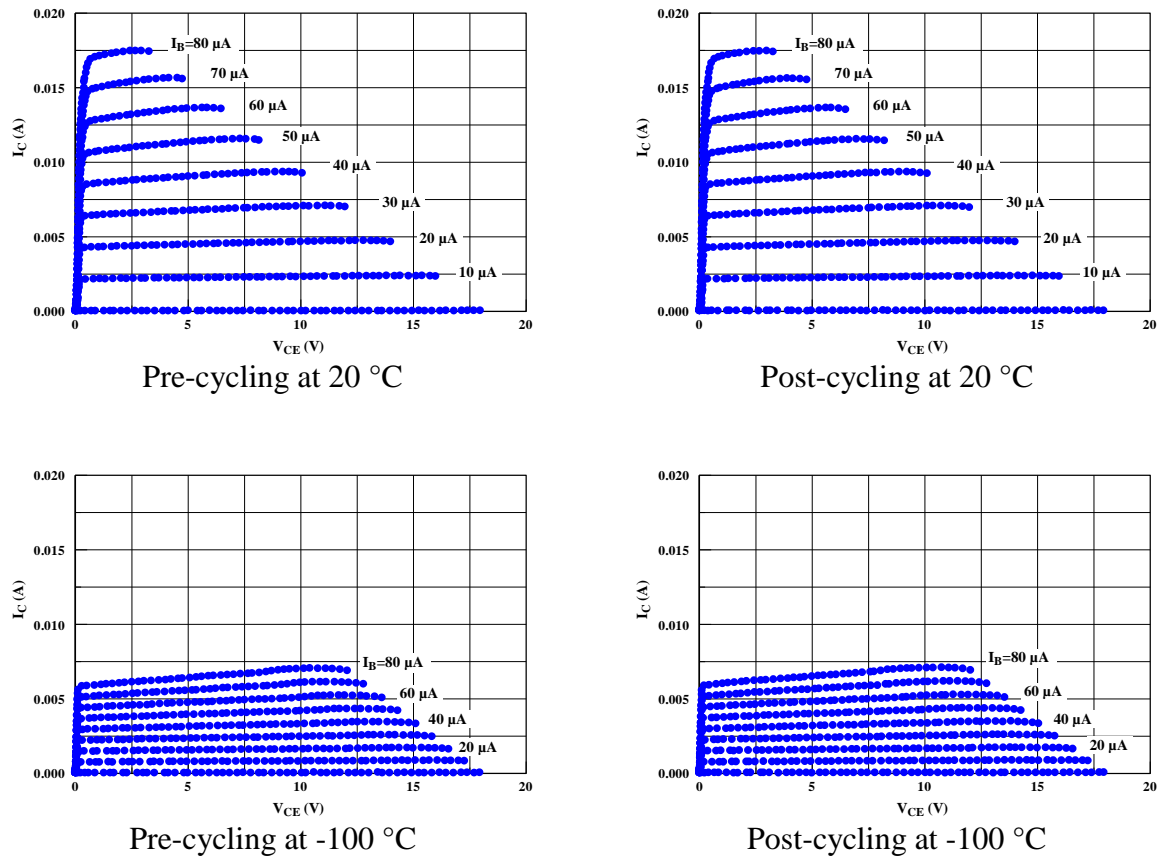 0.020
0.015
0.010
0.005
0.000
I_C (A)
I_B=80 µA
70 µA
60 µA
50 µA
40 µA
30 µA
20 µA
10 µA
0 5 10 15 20
V_CE (V)
Pre-cycling at 20 °C
0.020
0.015
0.010
0.005
0.000
I_C (A)
I_B=80 µA
70 µA
60 µA
50 µA
40 µA
30 µA
20 µA
10 µA
0 5 10 15 20
V_CE (V)
Post-cycling at 20 °C
0.020
0.015
0.010
0.005
0.000
I_C (A)
I_B=80 µA
60 µA
40 µA
20 µA
0 5 10 15 20
V_CE (V)
Pre-cycling at -100 °C
0.020
0.015
0.010
0.005
0.000
I_C (A)
I_B=80 µA
60 µA
40 µA
20 µA
0 5 10 15 20
V_CE (V)
Post-cycling at -100 °C